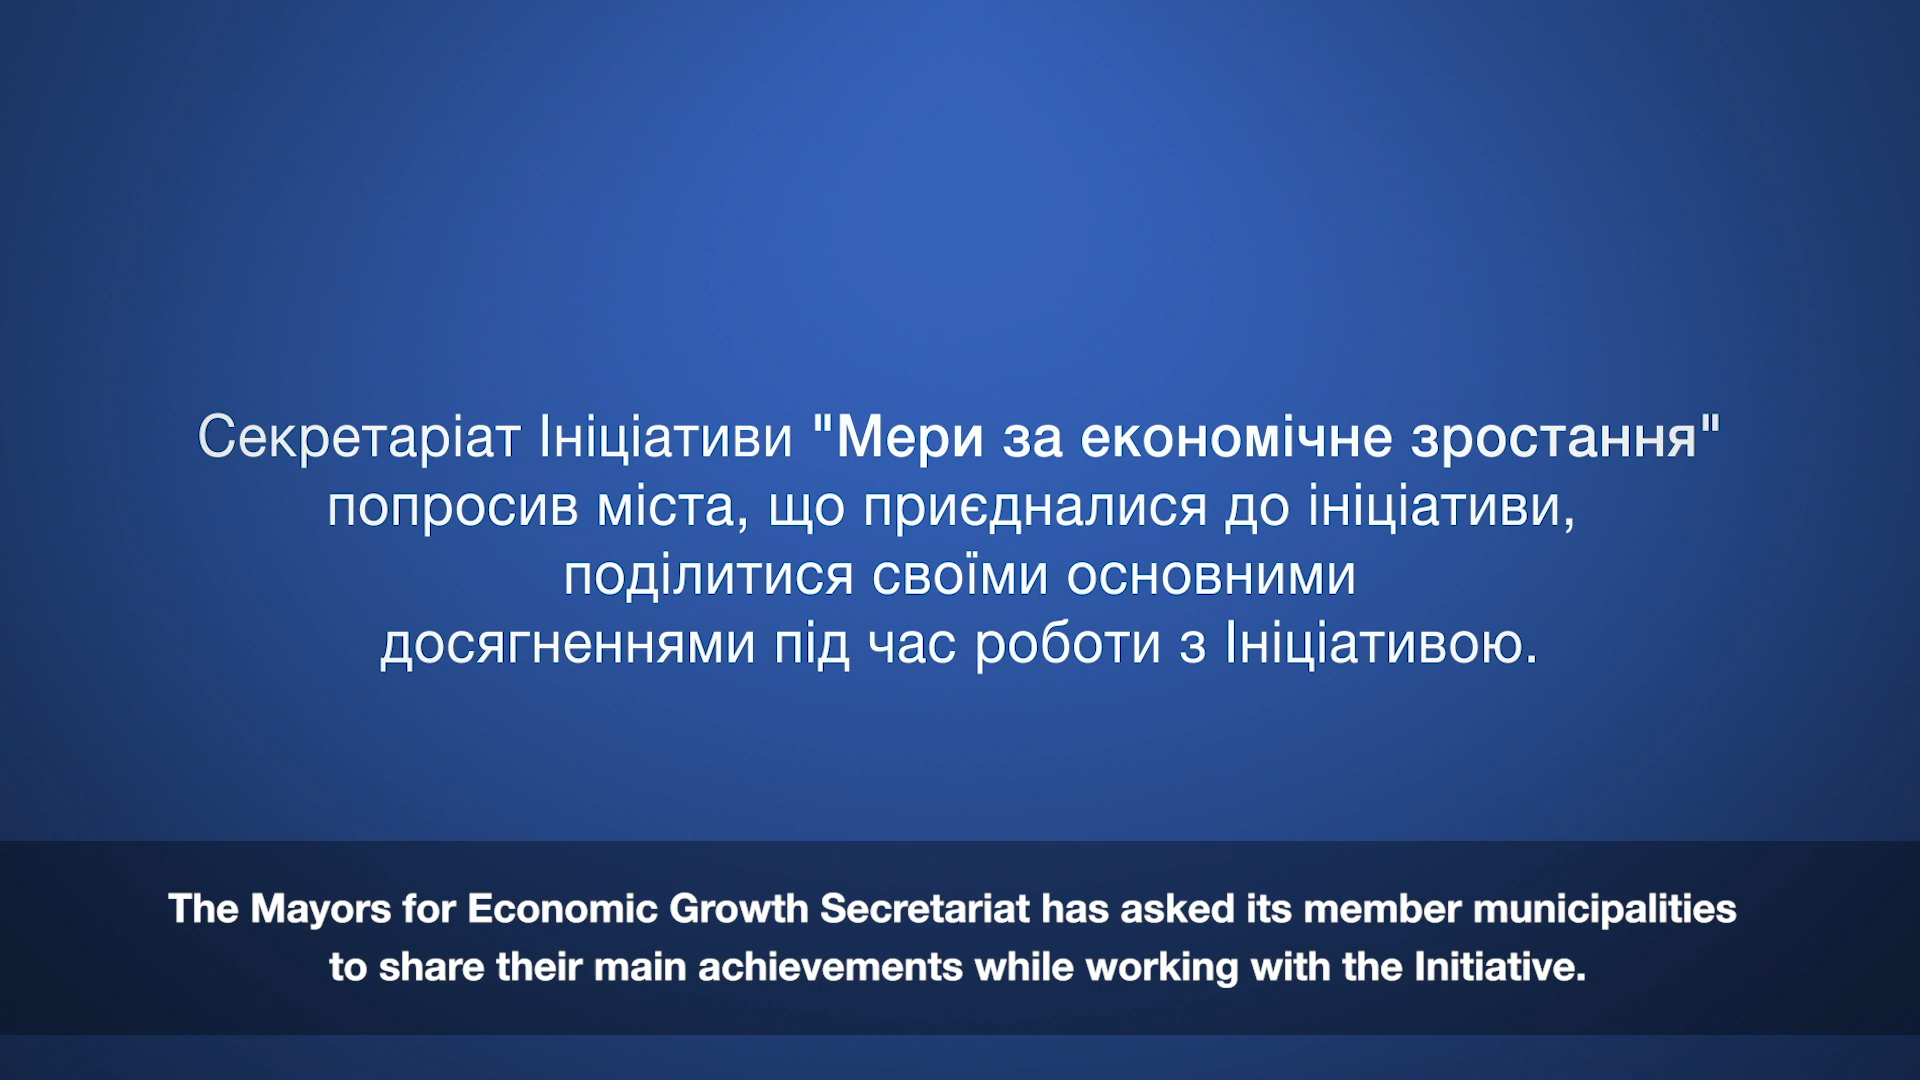 Секретаріат Ініціативи "Мери за економічне зростання"
попросив міста, що приєдналися до ініціативи,
поділитися своїми основними
досягненнями під час роботи з Ініціативою.
The Mayors for Economic Growth Secretariat has asked its member municipalities
to share their main achievements while working with the Initiative.